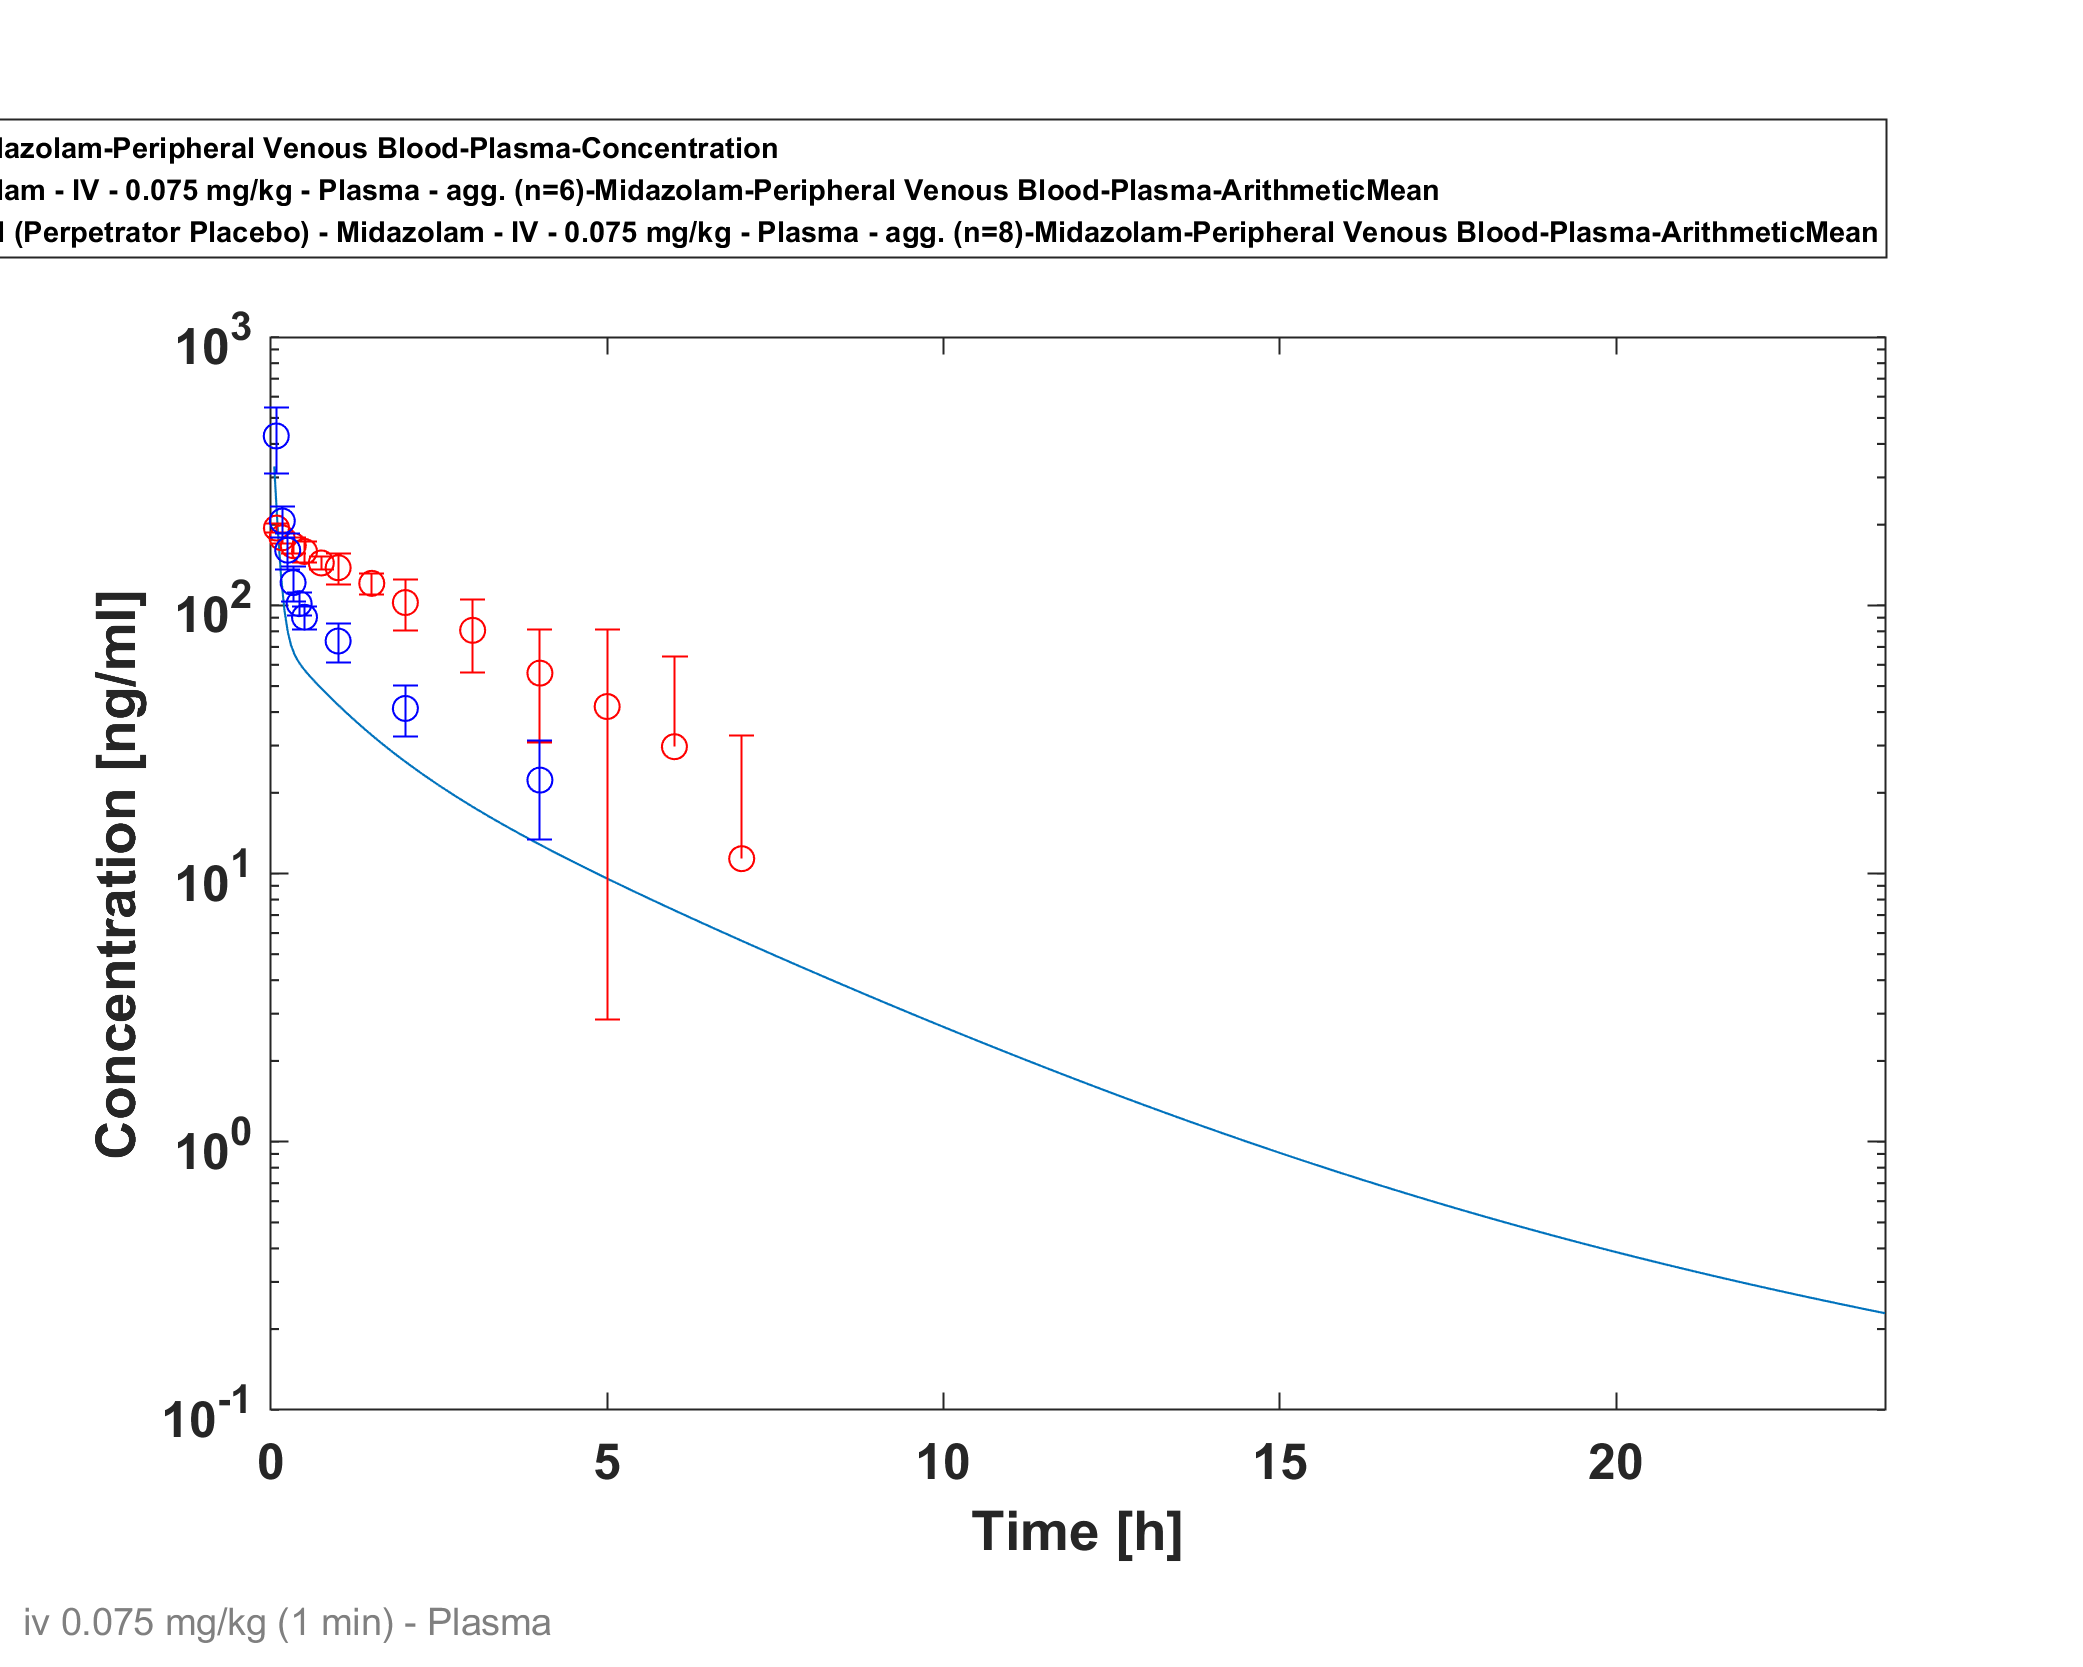 dazolam-Peripheral Venous Blood-Plasma-Concentration
lam - IV - 0.075 mg/kg - Plasma - agg. (n=6)-Midazolam-Peripheral Venous Blood-Plasma-ArithmeticMean
l (Perpetrator Placebo) - Midazolam - IV - 0.075 mg/kg - Plasma - agg. (n=8)-Midazolam-Peripheral Venous Blood-Plasma-ArithmeticMean
10^3
10^2
10^1
10^0
10^-1
Concentration [ng/ml]
0 5 10 15 20
Time [h]
iv 0.075 mg/kg (1 min) - Plasma